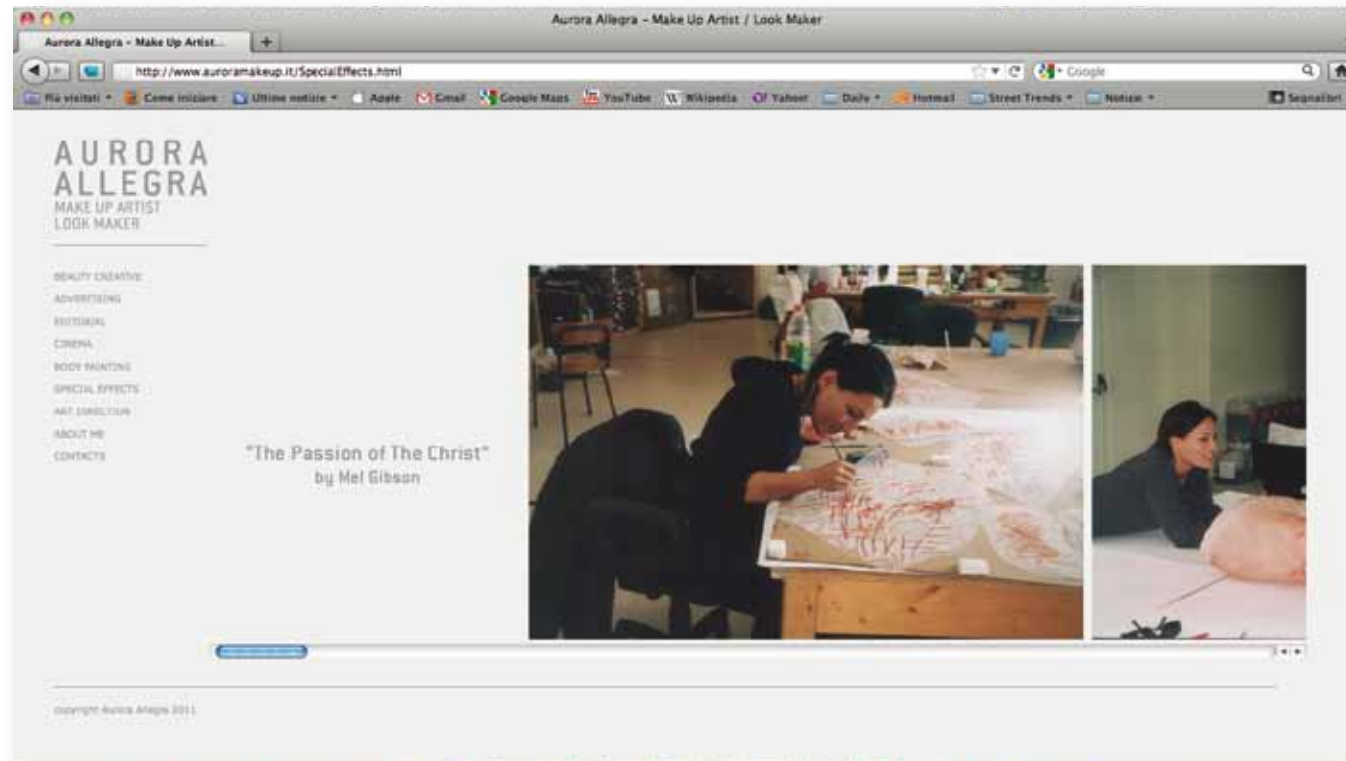 Aurora Allegra – Make Up Artist / Look Maker
Aurora Allegra – Make Up Artist...
http://www.auroramakeup.it/SpecialEffects.html
Google
Più visitati Come iniziare Ultime notizie Apple Gmail Google Maps YouTube Wikipedia Yahoo! Daily Hotmail Street Trends Notizie Segnalibri
AURORA
ALLEGRA
MAKE UP ARTIST
LOOK MAKER
BEAUTY CREATIVE
ADVERTISING
EDITORIAL
CINEMA
BODY PAINTING
SPECIAL EFFECTS
ART DIRECTION
ABOUT ME
CONTACTS
"The Passion of The Christ"
by Mel Gibson
copyright Aurora Allegra 2011